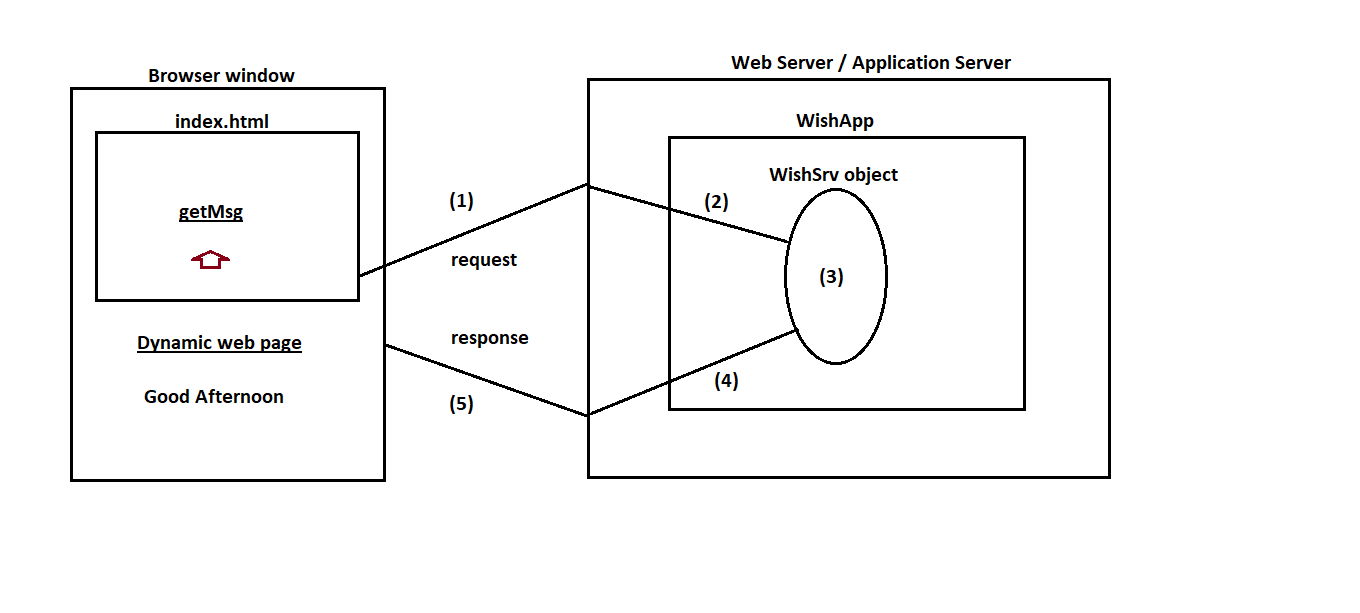 Browser window
index.html
getMsg
Dynamic web page
Good Afternoon
(1)
request
response
(5)
Web Server / Application Server
WishApp
WishSrv object
(2)
(3)
(4)